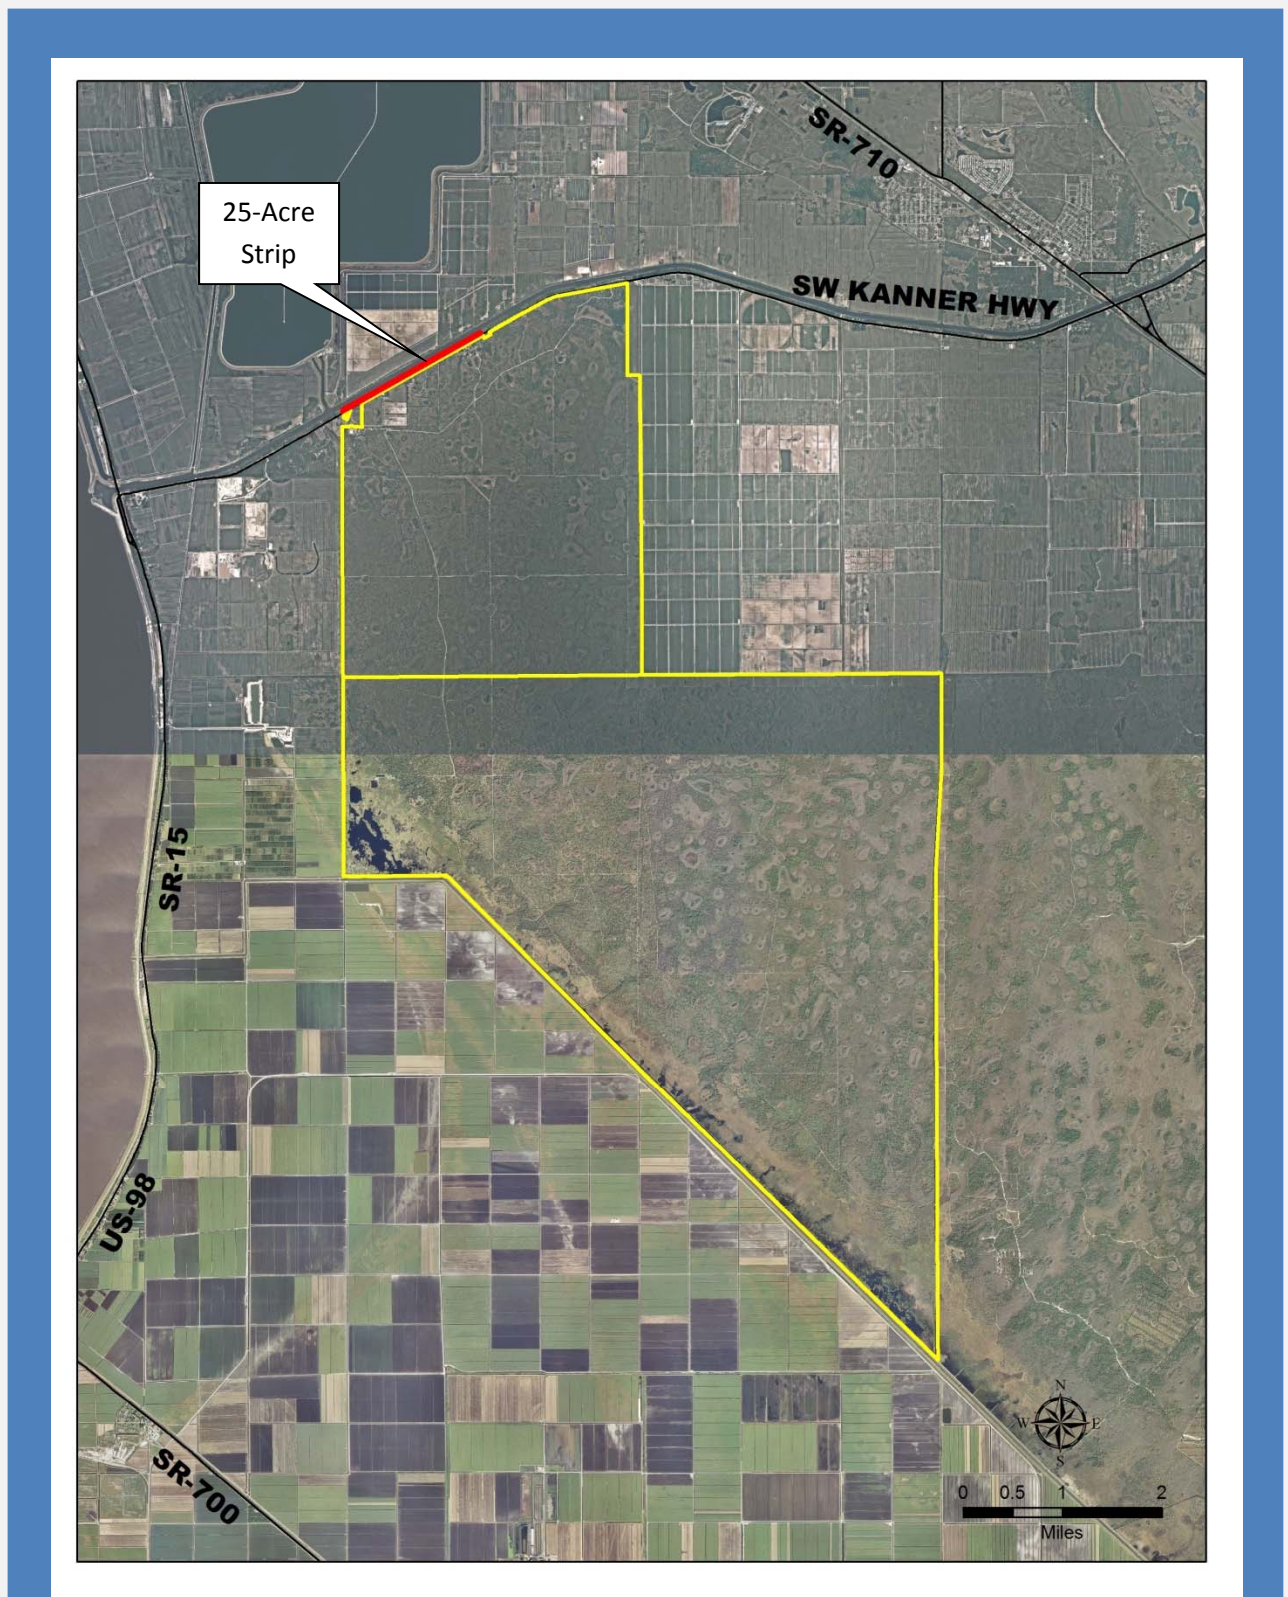 SR-710
25-Acre
Strip
SW KANNER HWY
SR-15
US-98
SR-700
N
W
E
S
0 0.5 1 2
Miles